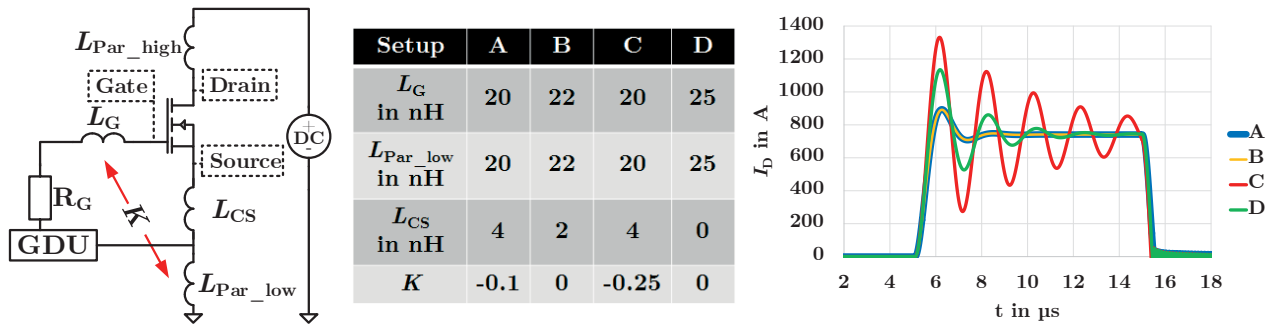 L_Par_high
Gate
Drain
L_G
+
DC
-
Source
R_G
K
L_CS
GDU
L_Par_low
Setup A B C D
L_G in nH 20 22 20 25
L_Par_low in nH 20 22 20 25
L_CS in nH 4 2 4 0
K -0.1 0 -0.25 0
I_D in A
1400
1200
1000
800
600
400
200
0
2 4 6 8 10 12 14 16 18
t in µs
A
B
C
D